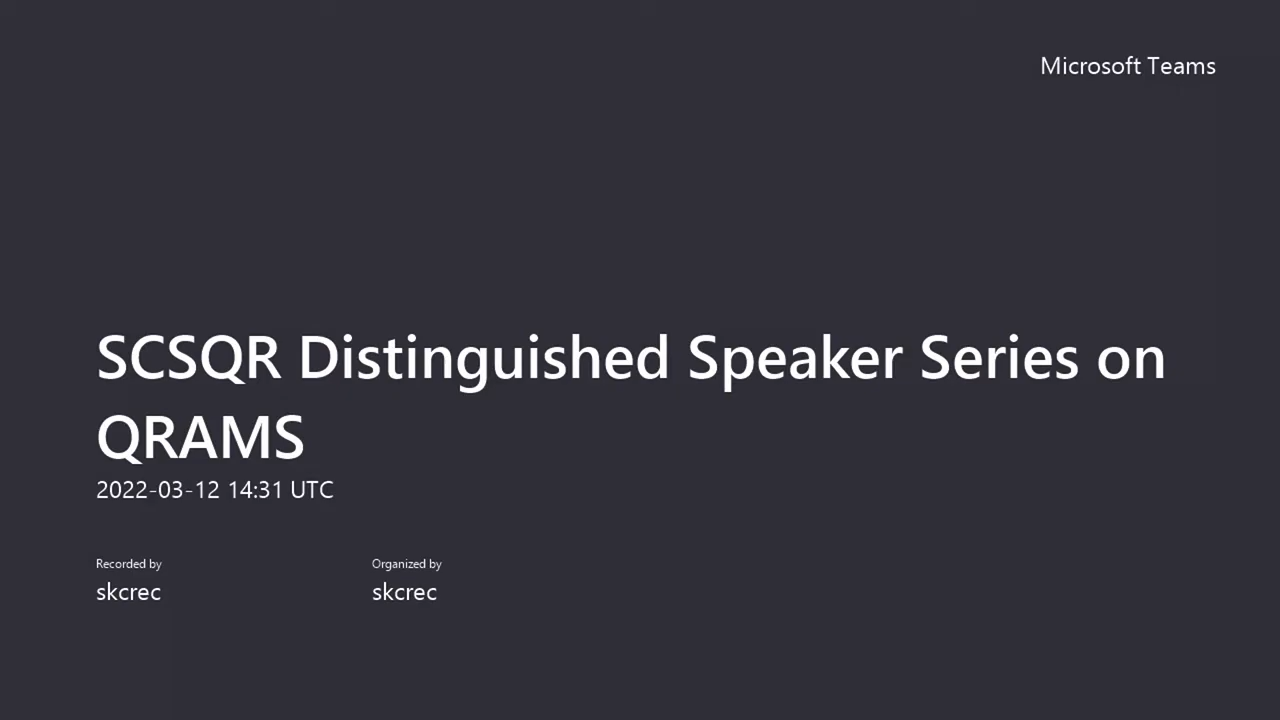 Microsoft Teams
SCSQR Distinguished Speaker Series on
QRAMS
2022-03-12 14:31 UTC
Recorded by
skcrec
Organized by
skcrec